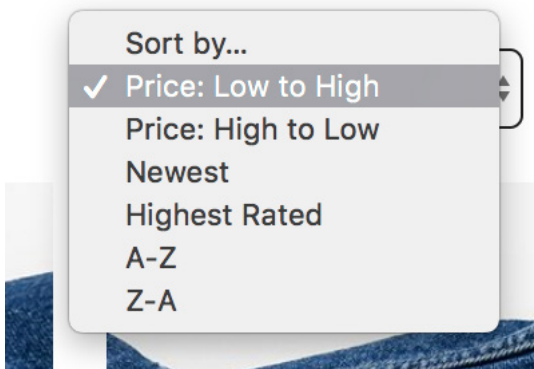 Sort by...
Price: Low to High
Price: High to Low
Newest
Highest Rated
A-Z
Z-A